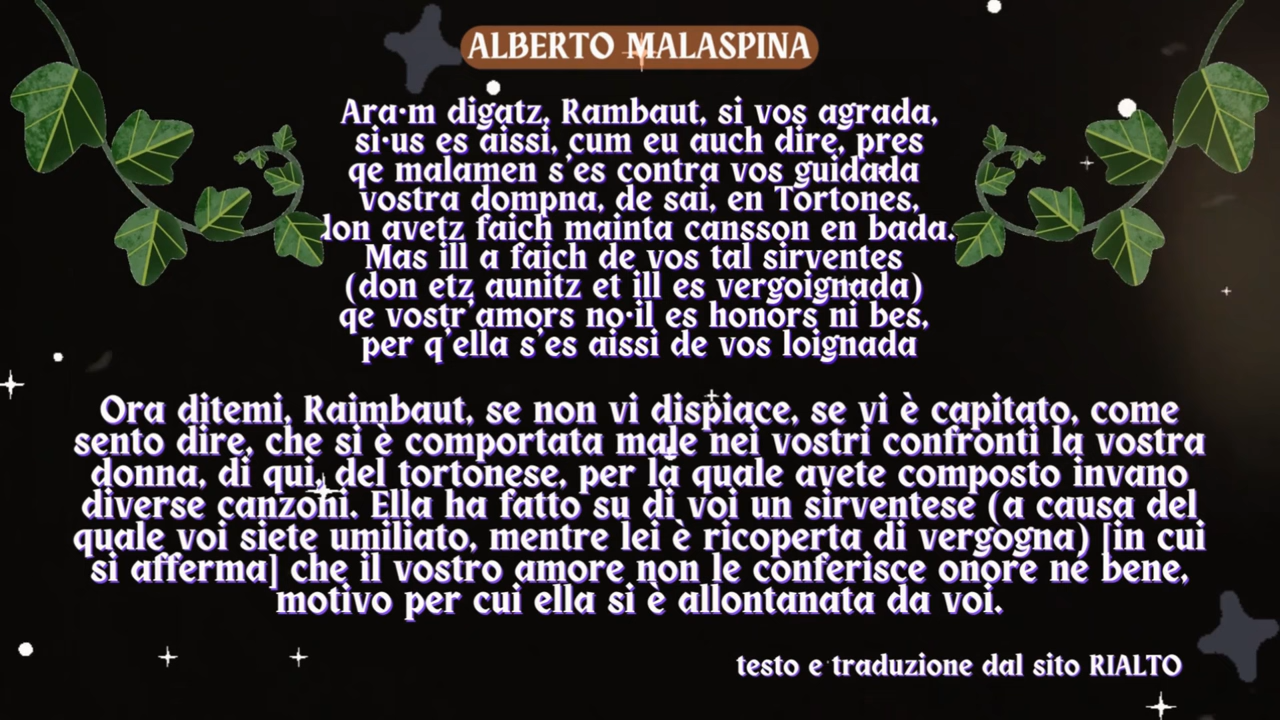 ALBERTO MALASPINA
Ara·m digatz, Rambaut, si vos agrada,
si·us es aissi, cum eu auch dire, pres
qe malamen s'es contra vos guidada
vostra dompna, de sai, en Tortones,
don avetz faich mainta cansson en bada.
Mas ill a faich de vos tal sirventes
(don etz aunitz et ill es vergoignada)
qe vostr'amors no·il es honors ni bes,
per q'ella s'es aissi de vos loignada
Ora ditemi, Raimbaut, se non vi dispiace, se vi è capitato, come
sento dire, che si è comportata male nei vostri confronti la vostra
donna, di qui, del tortonese, per la quale avete composto invano
diverse canzoni. Ella ha fatto su di voi un sirventese (a causa del
quale voi siete umiliato, mentre lei è ricoperta di vergogna) [in cui
si afferma] che il vostro amore non le conferisce onore né bene,
motivo per cui ella si è allontanata da voi.
testo e traduzione dal sito RIALTO